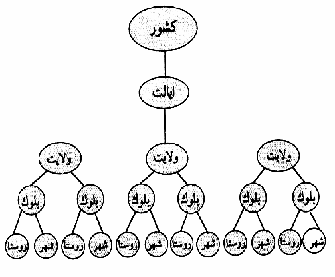 کشور
ایالت
ولایت ولایت ولایت
بلوک بلوک بلوک بلوک بلوک بلوک
شهر روستا شهر روستا شهر روستا شهر روستا شهر روستا شهر روستا